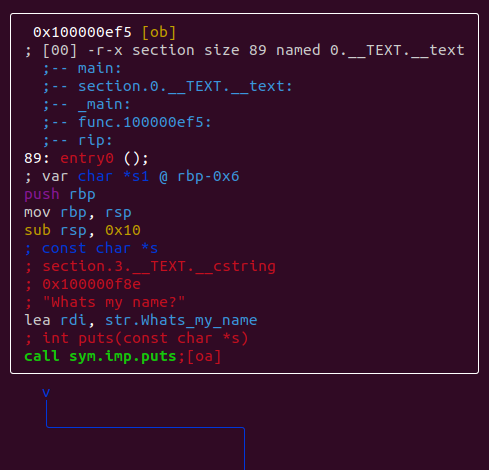 0x100000ef5 [ob]
; [00] -r-x section size 89 named 0.__TEXT.__text
;-- main:
;-- section.0.__TEXT.__text:
;-- _main:
;-- func.100000ef5:
;-- rip:
89: entry0 ();
; var char *s1 @ rbp-0x6
push rbp
mov rbp, rsp
sub rsp, 0x10
; const char *s
; section.3.__TEXT.__cstring
; 0x100000f8e
; "Whats my name?"
lea rdi, str.Whats_my_name
; int puts(const char *s)
call sym.imp.puts;[oa]
v